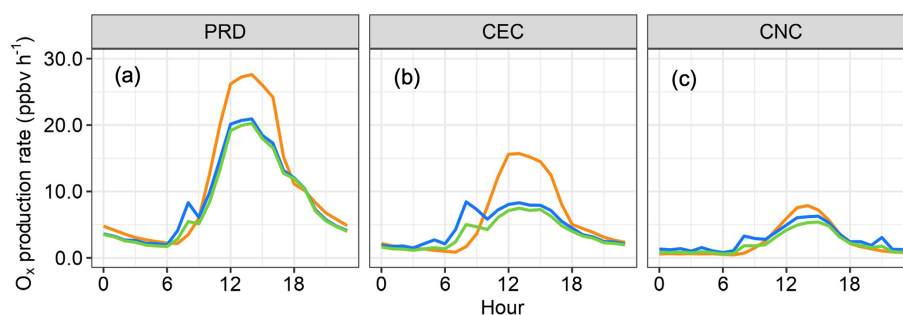 PRD CEC CNC
Oₓ production rate (ppbv h⁻¹)
30.0
20.0
10.0
0.0
(a) (b) (c)
0 6 12 18 0 6 12 18 0 6 12 18
Hour